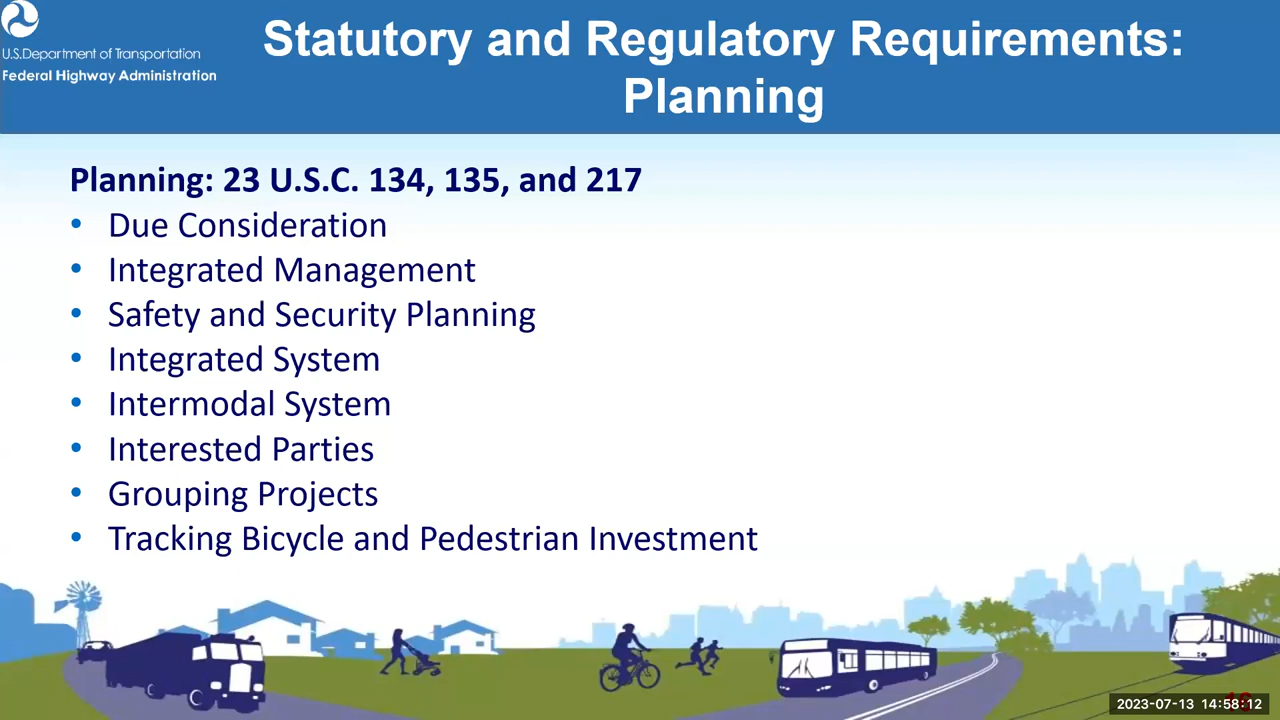 U.S.Department of Transportation
Federal Highway Administration
Statutory and Regulatory Requirements:
Planning
Planning: 23 U.S.C. 134, 135, and 217
• Due Consideration
• Integrated Management
• Safety and Security Planning
• Integrated System
• Intermodal System
• Interested Parties
• Grouping Projects
• Tracking Bicycle and Pedestrian Investment
2023-07-13 14:58:12